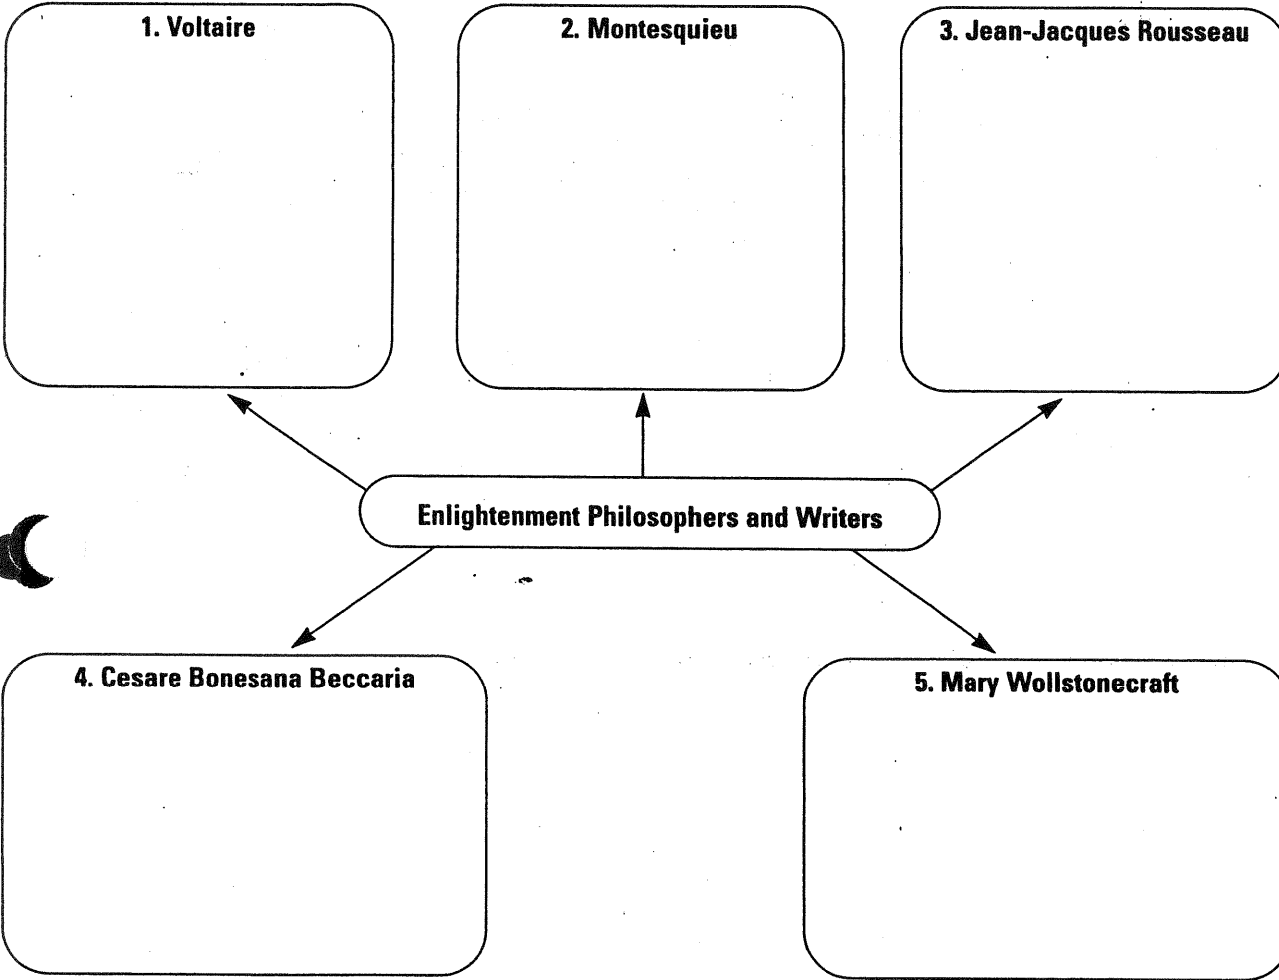 1. Voltaire
2. Montesquieu
3. Jean-Jacques Rousseau
Enlightenment Philosophers and Writers
4. Cesare Bonesana Beccaria
5. Mary Wollstonecraft